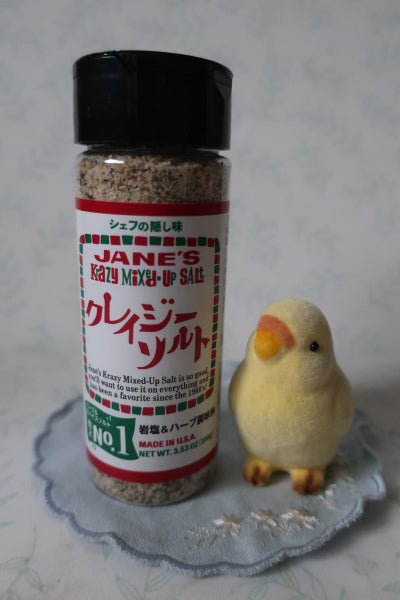 シェフの隠し味
JANE'S
Krazy Mixed-Up Salt
クレイジー
ソルト
Jane's Krazy Mixed-Up Salt is so good,
you'll want to use it on everything and
has been a favorite since the 1960's!
No.1
岩塩&ハーブ調味料
MADE IN U.S.A.
NET WT. 3.53 OZ. (100g)